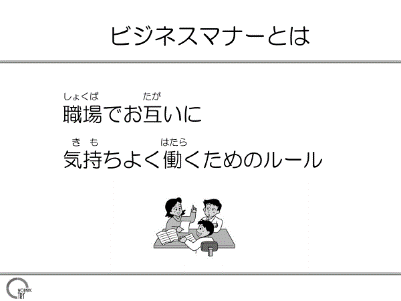 ビジネスマナーとは
しょくば たが
職場でお互いに
き も はたら
気持ちよく働くためのルール